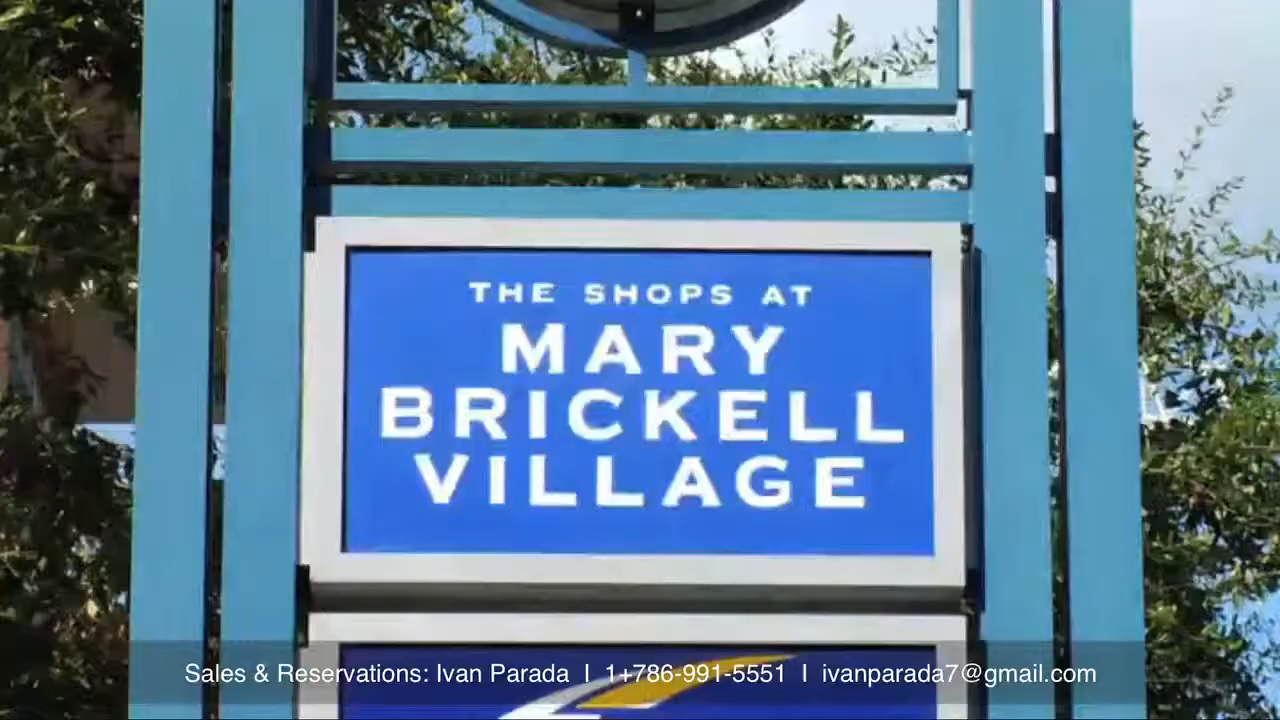 THE SHOPS AT
MARY
BRICKELL
VILLAGE
Sales & Reservations: Ivan Parada I 1+786-991-5551 I ivanparada7@gmail.com